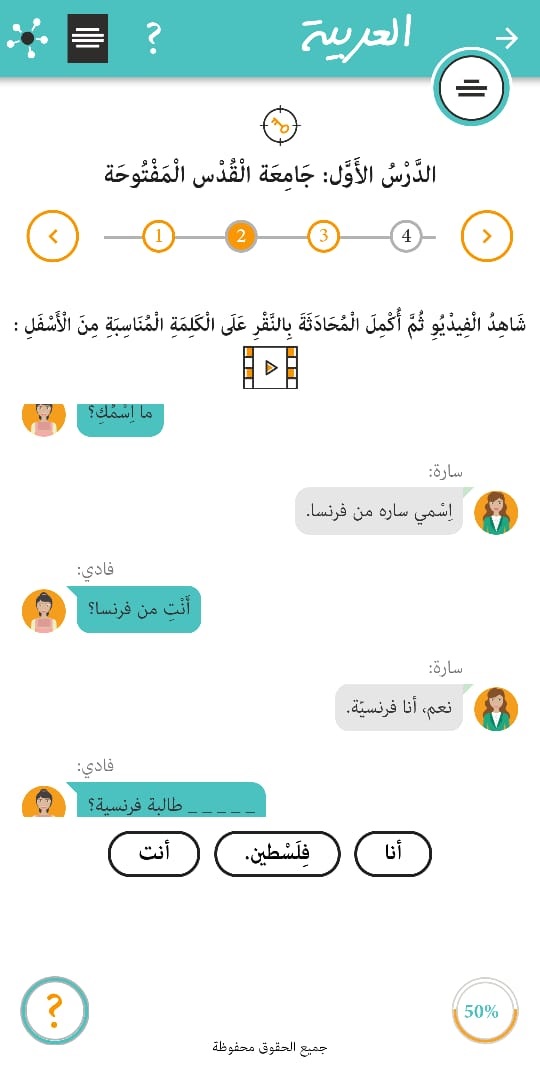 العربية
؟
الدَّرْسُ الأَوَّل: جَامِعَة الْقُدْس الْمَفْتُوحَة
1
2
3
4
شَاهِدُ الْفِيدْيُوِ ثُمَّ أُكْمِلَ الْمُحَادَثَةَ بِالنَّقْرِ عَلَى الْكَلِمَةِ الْمُنَاسِبَةِ مِنَ الْأَسْفَلِ :
ما اِسْمُكِ؟
سارة:
اِسْمي ساره من فرنسا.
فادي:
أَنْتِ من فرنسا؟
سارة:
نعم، أنا فرنسيّة.
فادي:
_ _ _ _ _ طالبة فرنسية؟
أنا
فِلَسْطين.
أنت
؟
50%
جميع الحقوق محفوظة